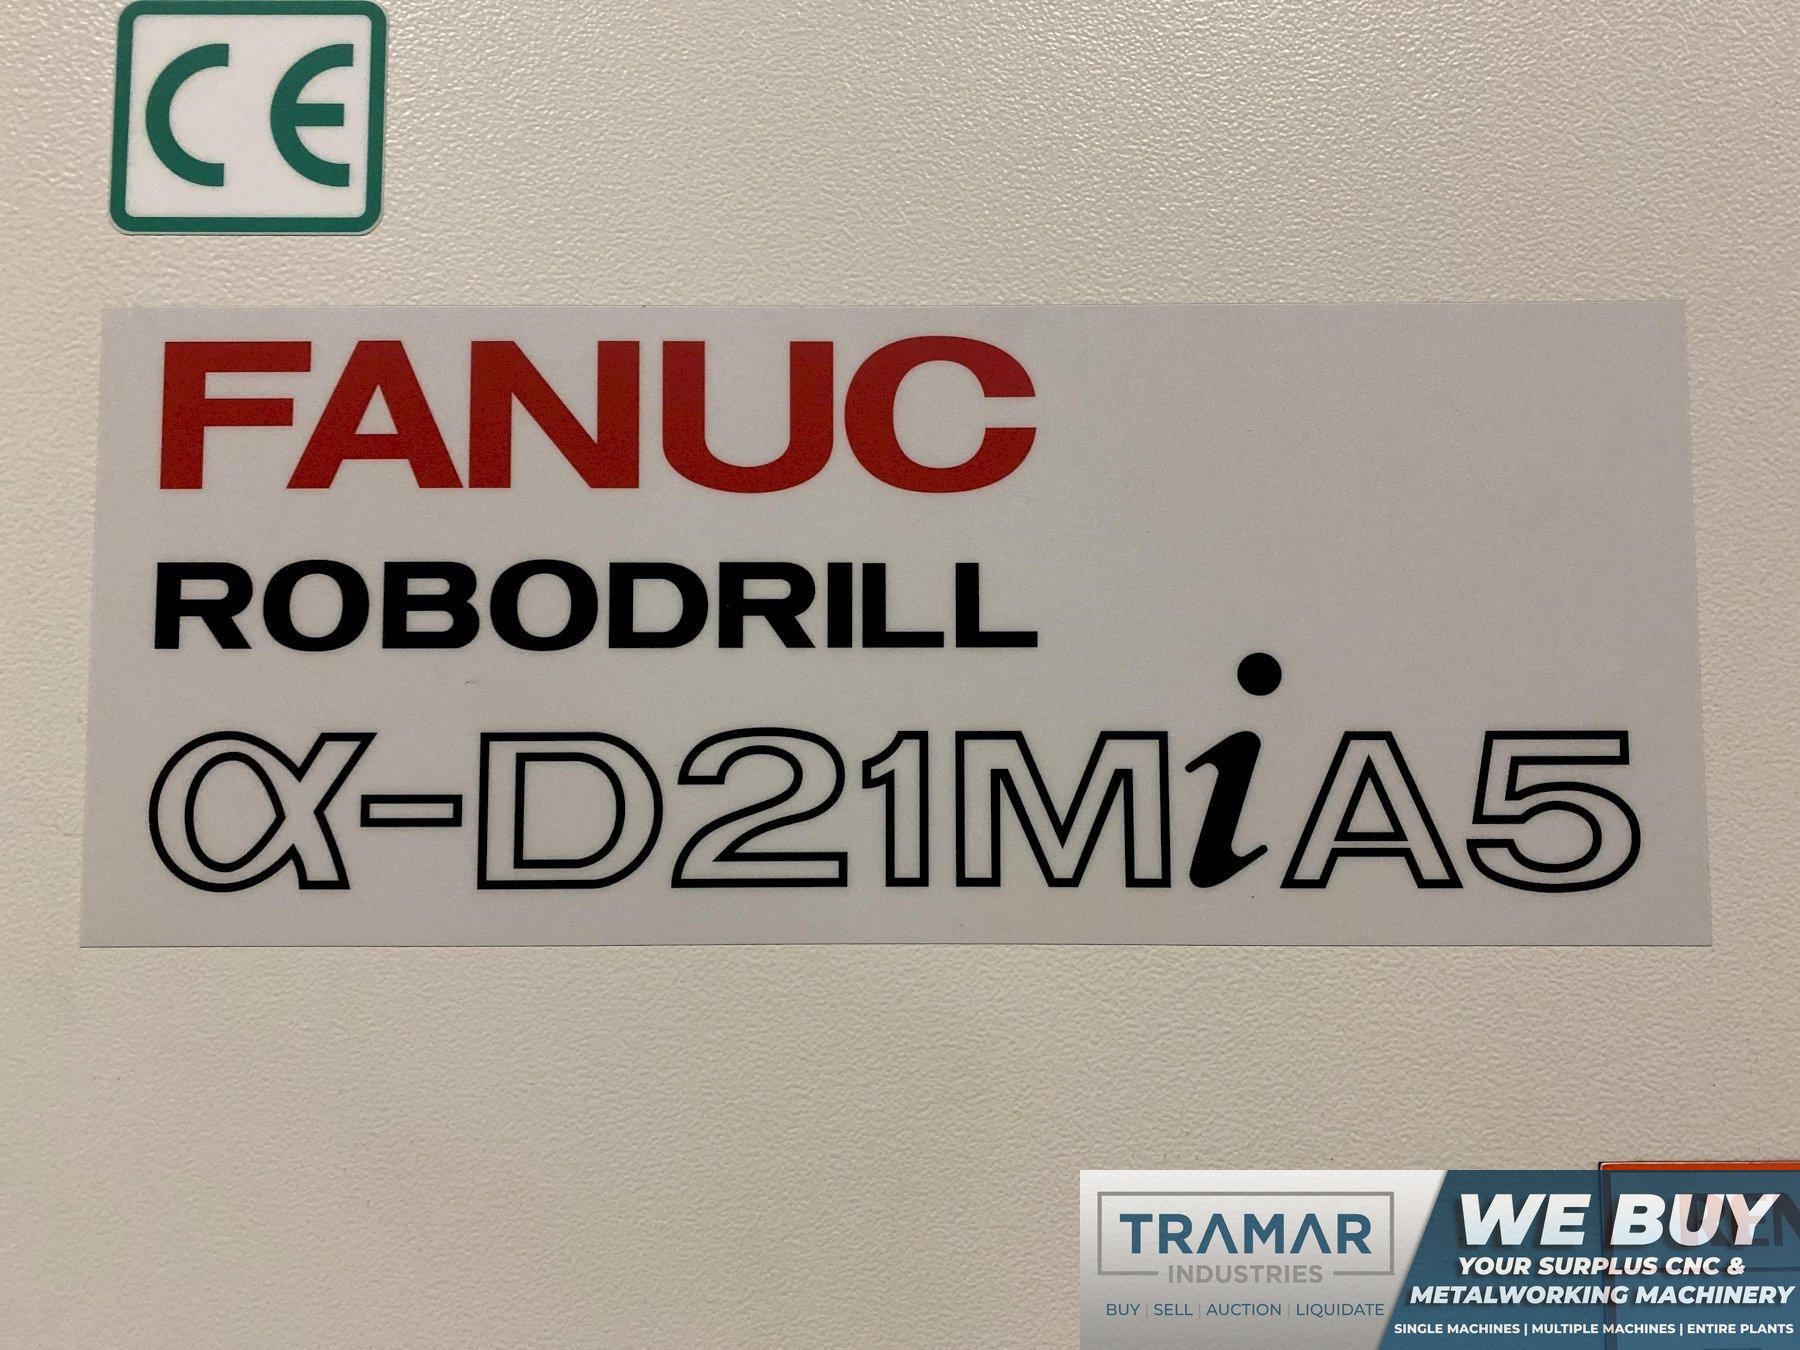 CE
FANUC
ROBODRILL
α-D21MiA5
TRAMAR
INDUSTRIES
BUY | SELL | AUCTION | LIQUIDATE
WE BUY
YOUR SURPLUS CNC &
METALWORKING MACHINERY
SINGLE MACHINES | MULTIPLE MACHINES | ENTIRE PLANTS